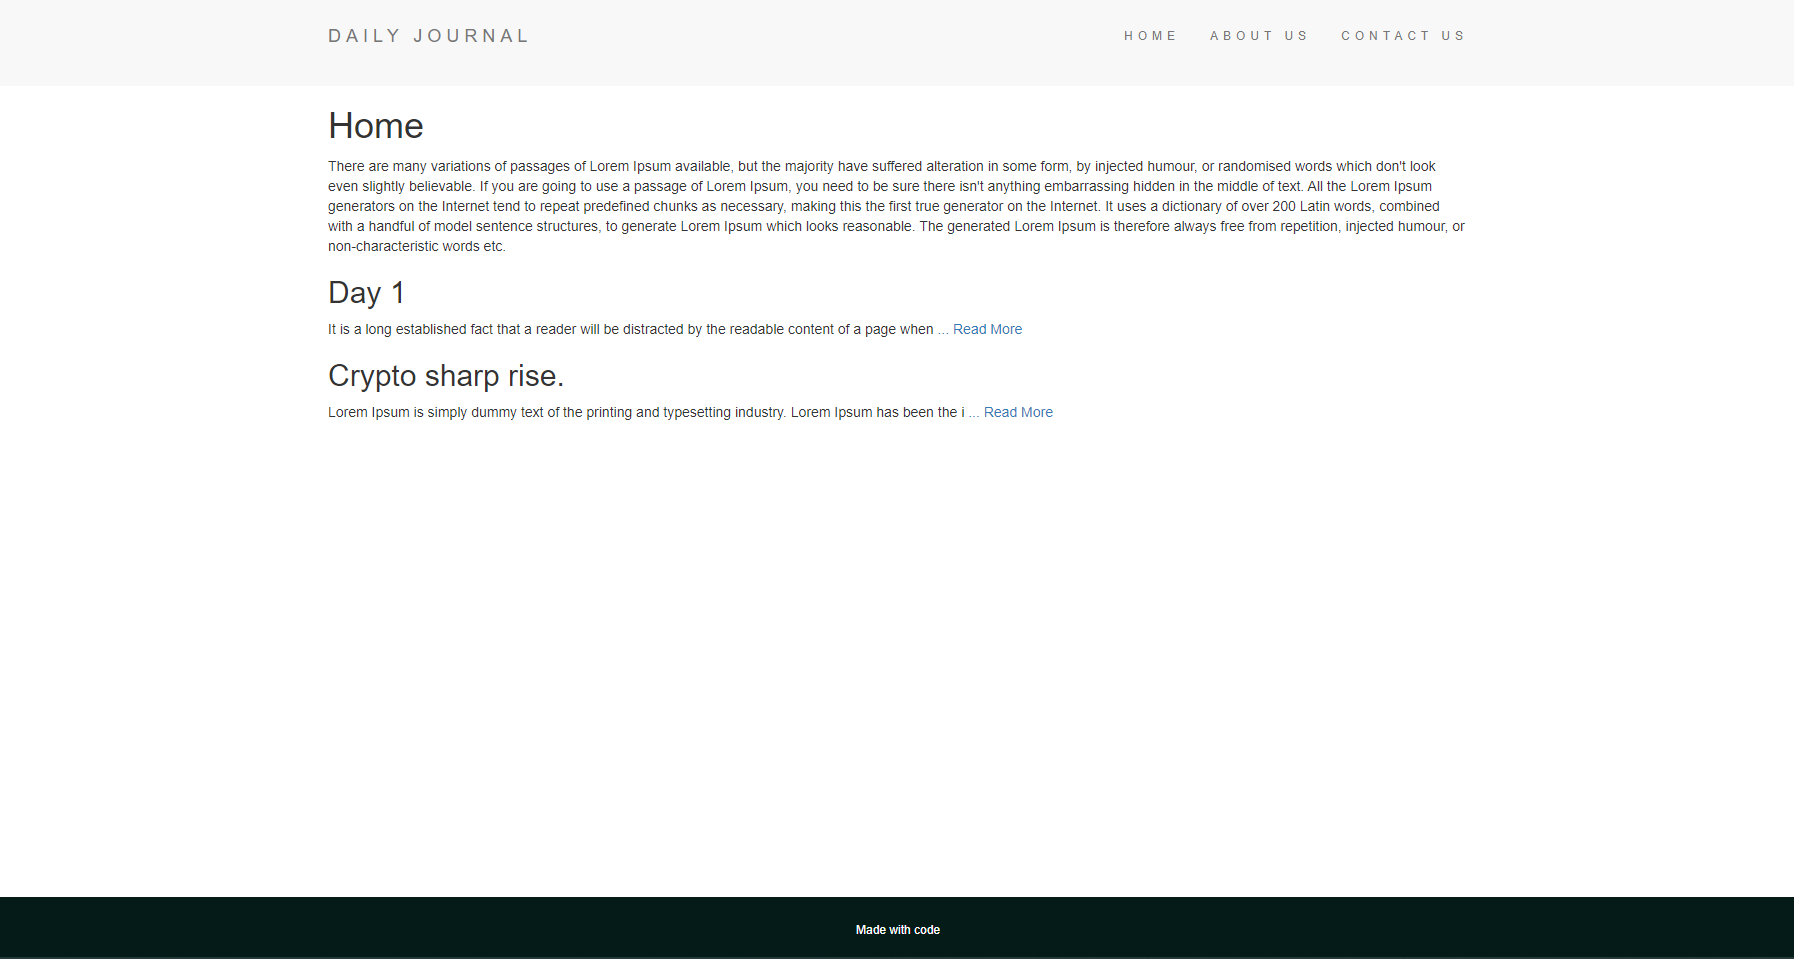 DAILY JOURNAL
HOME ABOUT US CONTACT US
Home
There are many variations of passages of Lorem Ipsum available, but the majority have suffered alteration in some form, by injected humour, or randomised words which don't look
even slightly believable. If you are going to use a passage of Lorem Ipsum, you need to be sure there isn't anything embarrassing hidden in the middle of text. All the Lorem Ipsum
generators on the Internet tend to repeat predefined chunks as necessary, making this the first true generator on the Internet. It uses a dictionary of over 200 Latin words, combined
with a handful of model sentence structures, to generate Lorem Ipsum which looks reasonable. The generated Lorem Ipsum is therefore always free from repetition, injected humour, or
non-characteristic words etc.
Day 1
It is a long established fact that a reader will be distracted by the readable content of a page when ... Read More
Crypto sharp rise.
Lorem Ipsum is simply dummy text of the printing and typesetting industry. Lorem Ipsum has been the i ... Read More
Made with code